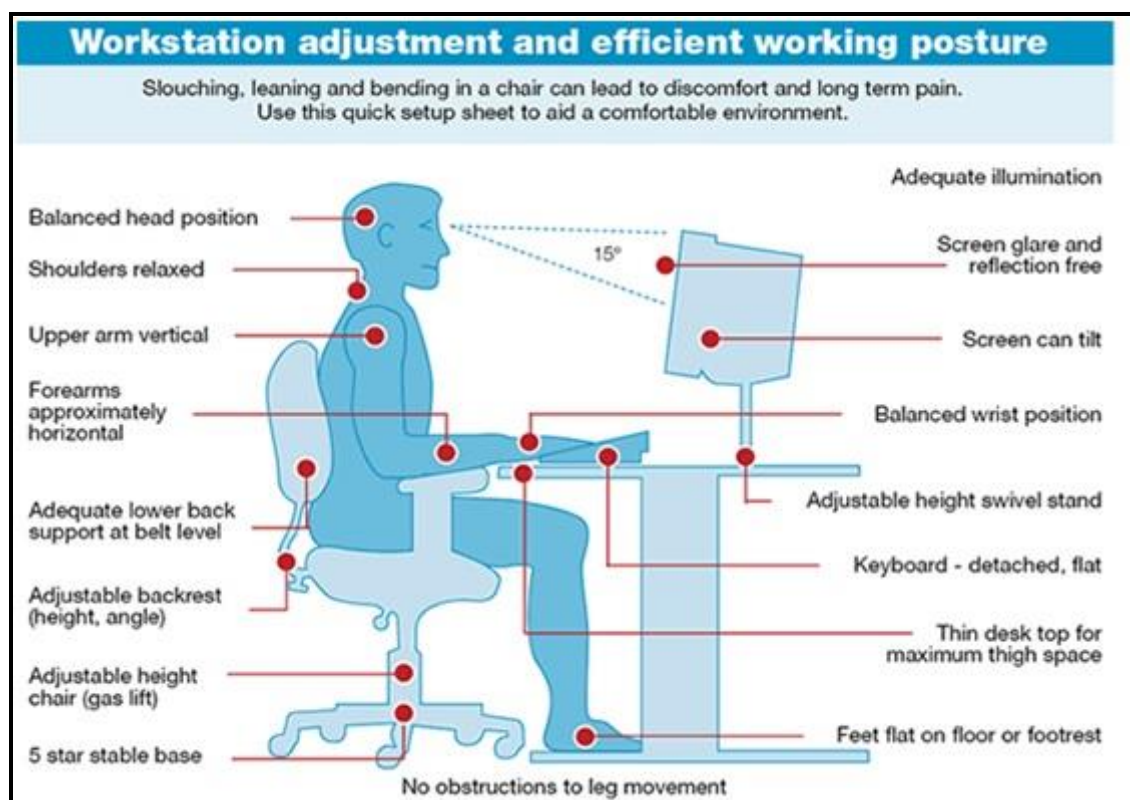 Workstation adjustment and efficient working posture
Slouching, leaning and bending in a chair can lead to discomfort and long term pain.
Use this quick setup sheet to aid a comfortable environment.
Balanced head position
Shoulders relaxed
Upper arm vertical
Forearms
approximately
horizontal
Adequate lower back
support at belt level
Adjustable backrest
(height, angle)
Adjustable height
chair (gas lift)
5 star stable base
15°
Adequate illumination
Screen glare and
reflection free
Screen can tilt
Balanced wrist position
Adjustable height swivel stand
Keyboard - detached, flat
Thin desk top for
maximum thigh space
Feet flat on floor or footrest
No obstructions to leg movement